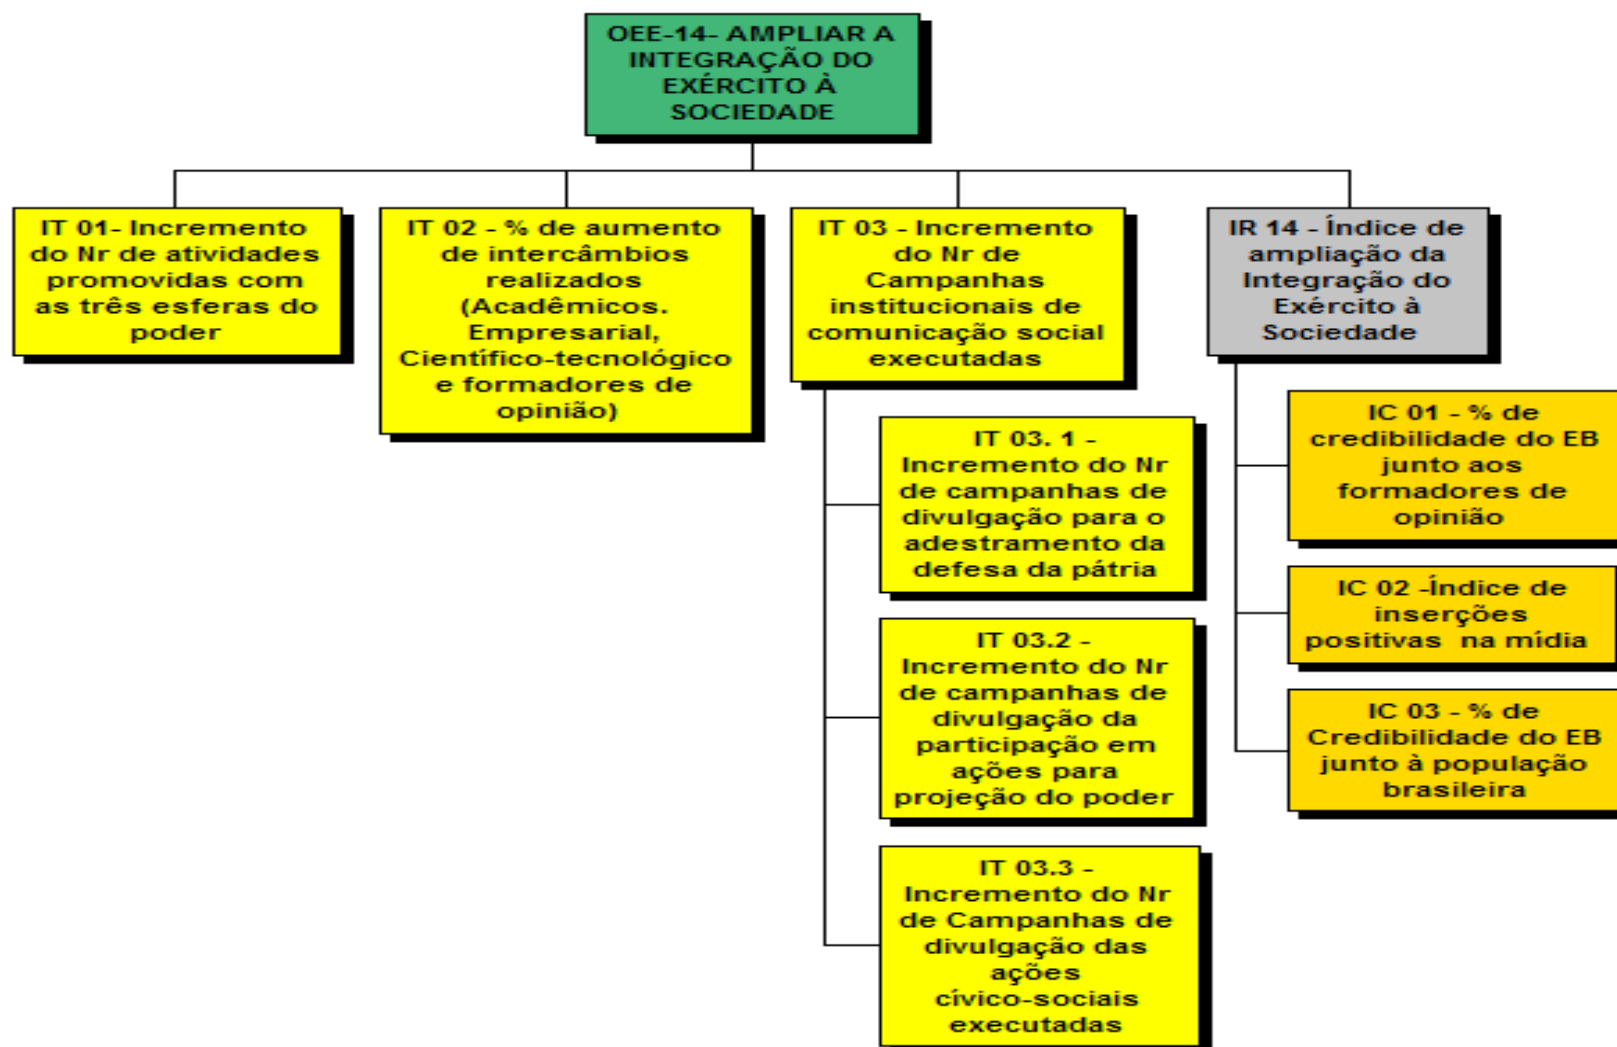 OEE-14- AMPLIAR A
INTEGRAÇÃO DO
EXÉRCITO À
SOCIEDADE
IT 01- Incremento
do Nr de atividades
promovidas com
as três esferas do
poder
IT 02 - % de aumento
de intercâmbios
realizados
(Acadêmicos.
Empresarial,
Científico-tecnológico
e formadores de
opinião)
IT 03 - Incremento
do Nr de
Campanhas
institucionais de
comunicação social
executadas
IT 03. 1 -
Incremento do Nr
de campanhas de
divulgação para o
adestramento da
defesa da pátria
IT 03.2 -
Incremento do Nr
de campanhas de
divulgação da
participação em
ações para
projeção do poder
IT 03.3 -
Incremento do Nr
de Campanhas de
divulgação das
ações
cívico-sociais
executadas
IR 14 - Índice de
ampliação da
Integração do
Exército à
Sociedade
IC 01 - % de
credibilidade do EB
junto aos
formadores de
opinião
IC 02 -Índice de
inserções
positivas na mídia
IC 03 - % de
Credibilidade do EB
junto à população
brasileira